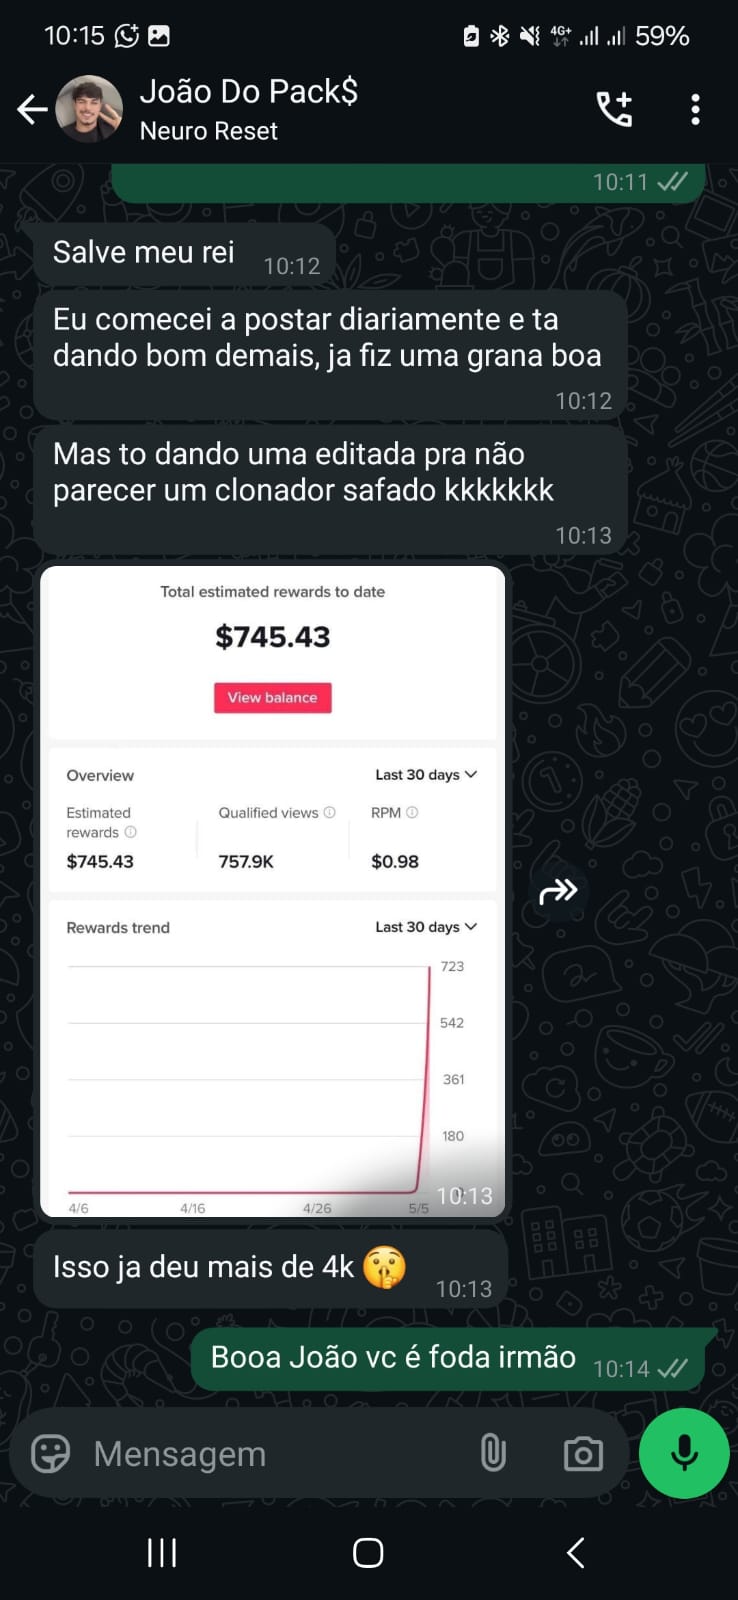 10:15 4G+ 59%
João Do Pack$
Neuro Reset
10:11
Salve meu rei 10:12
Eu comecei a postar diariamente e ta
dando bom demais, ja fiz uma grana boa
10:12
Mas to dando uma editada pra não
parecer um clonador safado kkkkkkk
10:13
Total estimated rewards to date
$745.43
View balance
Overview Last 30 days
Estimated
rewards Qualified views RPM
$745.43 757.9K $0.98
Rewards trend Last 30 days
723
542
361
180
4/6 4/16 4/26 5/5 10:13
Isso ja deu mais de 4k 🤫 10:13
Booa João vc é foda irmão 10:14
Mensagem